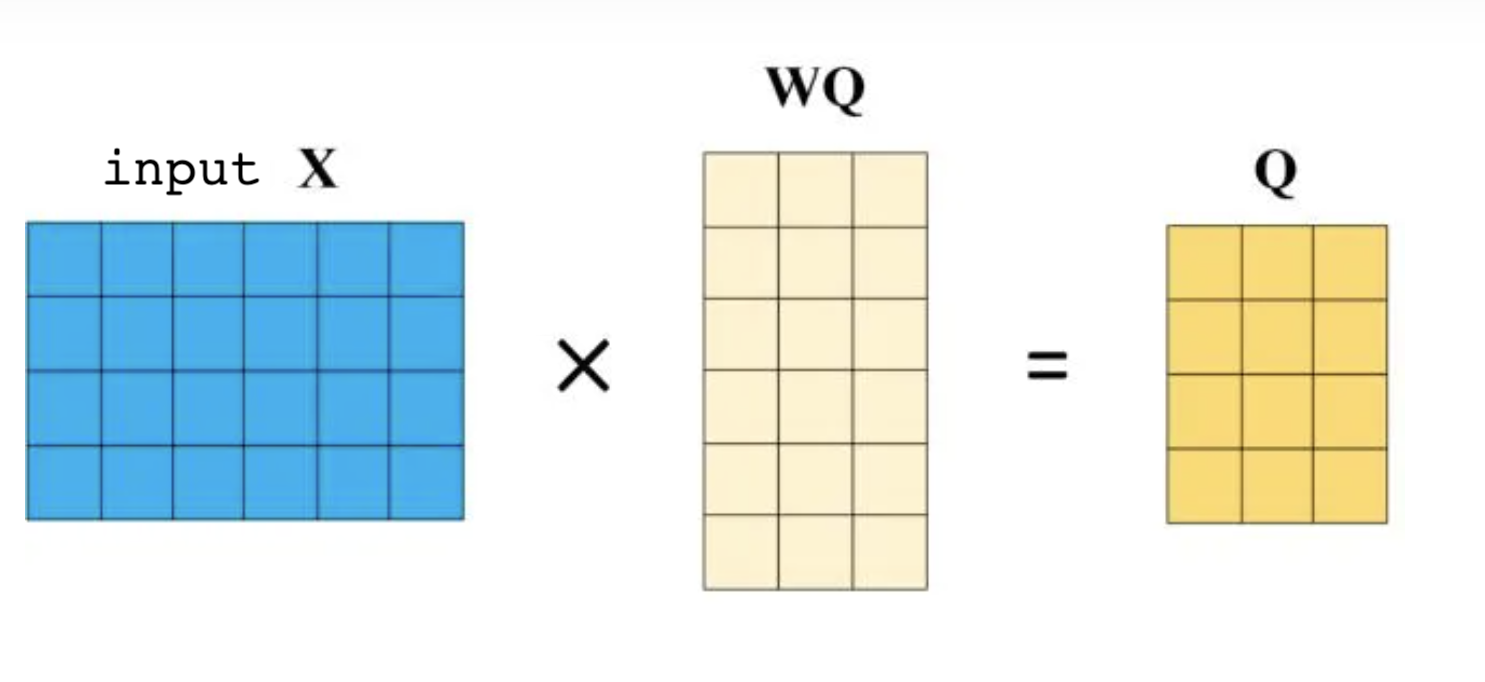 WQ
input X
Q
×
=